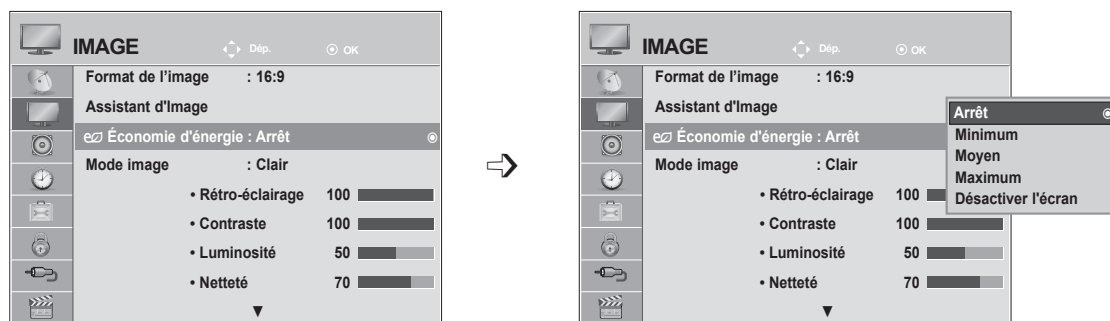 IMAGE Dép. OK
Format de l’image : 16:9
Assistant d'Image
Économie d'énergie : Arrêt
Mode image : Clair
• Rétro-éclairage 100
• Contraste 100
• Luminosité 50
• Netteté 70
IMAGE Dép. OK
Format de l’image : 16:9
Assistant d'Image
Économie d'énergie : Arrêt
Mode image : Clair
• Rétro-éclairage 100
• Contraste 100
• Luminosité 50
• Netteté 70
Arrêt
Minimum
Moyen
Maximum
Désactiver l'écran